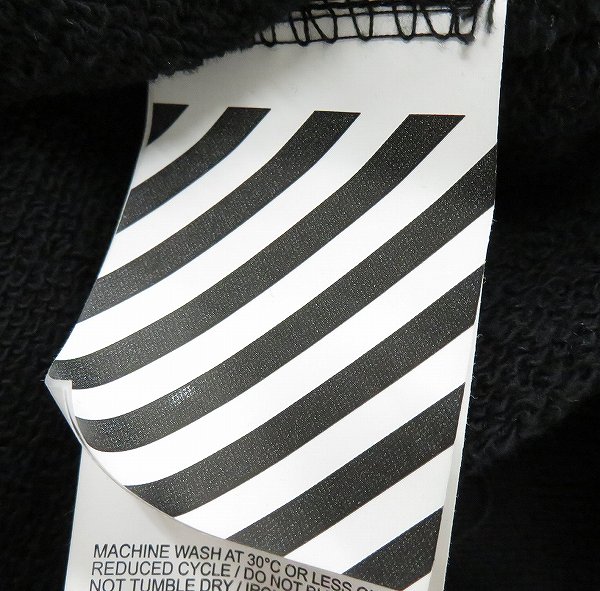 MACHINE WASH AT 30°C OR LESS
REDUCED CYCLE / DO NOT
NOT TUMBLE DRY /